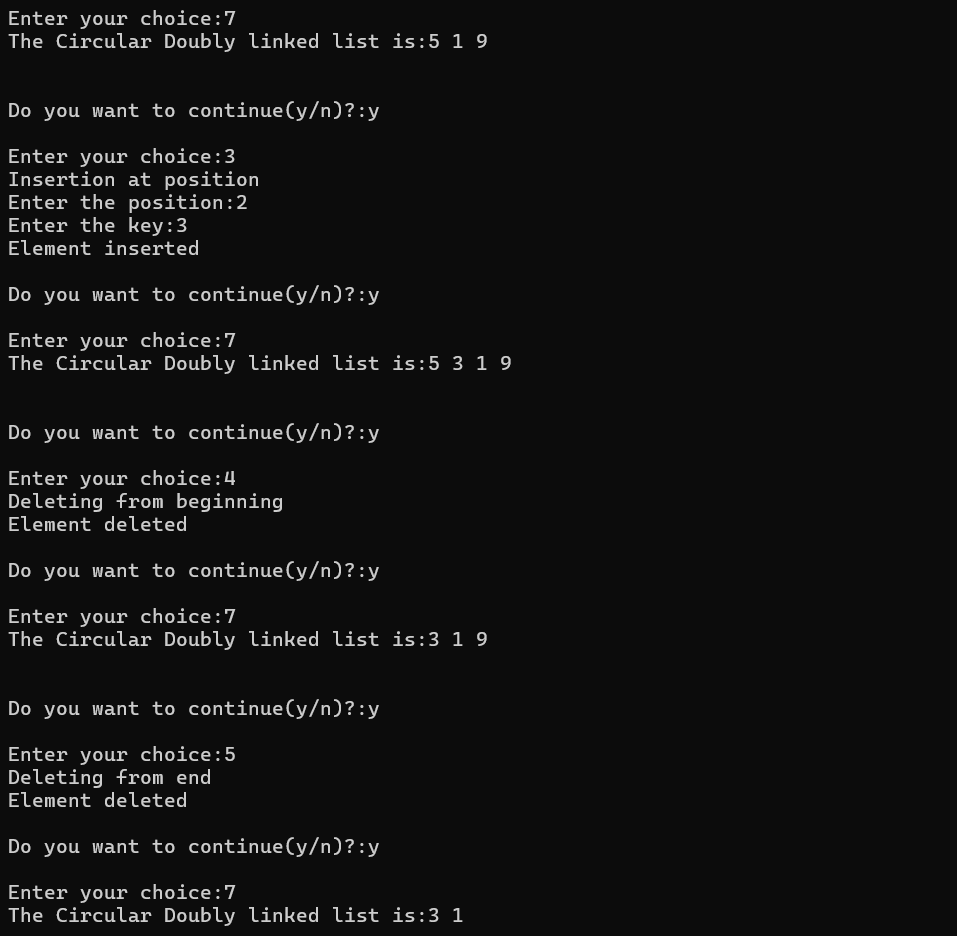 Enter your choice:7
The Circular Doubly linked list is:5 1 9
Do you want to continue(y/n)?:y
Enter your choice:3
Insertion at position
Enter the position:2
Enter the key:3
Element inserted
Do you want to continue(y/n)?:y
Enter your choice:7
The Circular Doubly linked list is:5 3 1 9
Do you want to continue(y/n)?:y
Enter your choice:4
Deleting from beginning
Element deleted
Do you want to continue(y/n)?:y
Enter your choice:7
The Circular Doubly linked list is:3 1 9
Do you want to continue(y/n)?:y
Enter your choice:5
Deleting from end
Element deleted
Do you want to continue(y/n)?:y
Enter your choice:7
The Circular Doubly linked list is:3 1